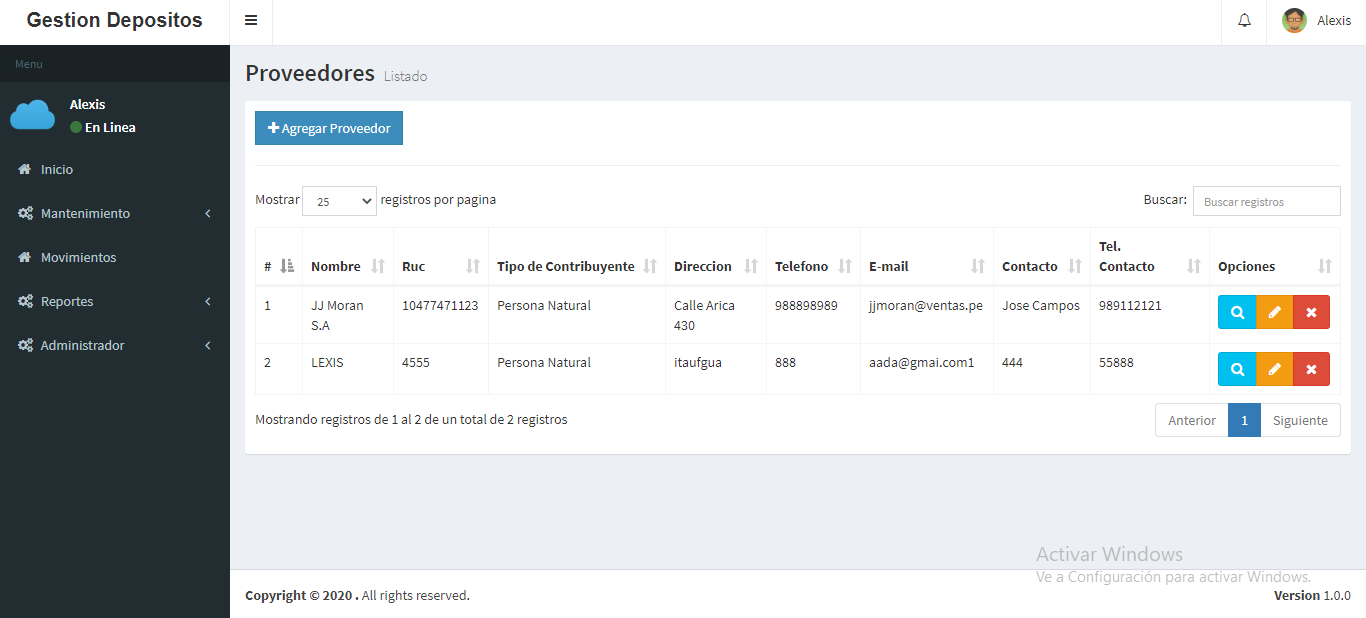 Gestion Depositos
Alexis
Menu
Alexis
En Linea
Inicio
Mantenimiento
Movimientos
Reportes
Administrador
Proveedores Listado
Agregar Proveedor
Mostrar 25 registros por pagina
Buscar: Buscar registros
# Nombre Ruc Tipo de Contribuyente Direccion Telefono E-mail Contacto Tel. Contacto Opciones
1 JJ Moran S.A 10477471123 Persona Natural Calle Arica 430 988898989 jjmoran@ventas.pe Jose Campos 989112121
2 LEXIS 4555 Persona Natural itaufgua 888 aada@gmai.com1 444 55888
Mostrando registros de 1 al 2 de un total de 2 registros
Anterior 1 Siguiente
Activar Windows
Ve a Configuración para activar Windows.
Copyright © 2020 . All rights reserved.
Version 1.0.0